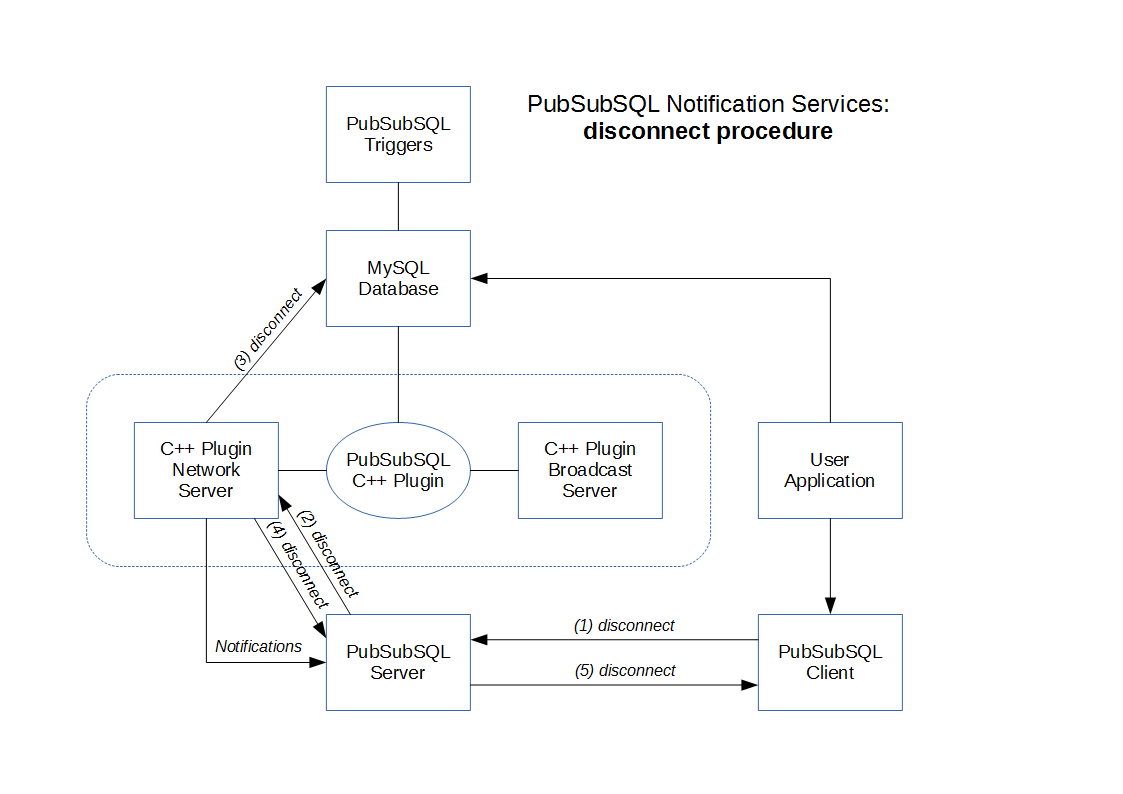 PubSubSQL Notification Services:
disconnect procedure
PubSubSQL
Triggers
MySQL
Database
(3) disconnect
C++ Plugin
Network
Server
PubSubSQL
C++ Plugin
C++ Plugin
Broadcast
Server
User
Application
(4) disconnect
(2) disconnect
Notifications
PubSubSQL
Server
(1) disconnect
(5) disconnect
PubSubSQL
Client